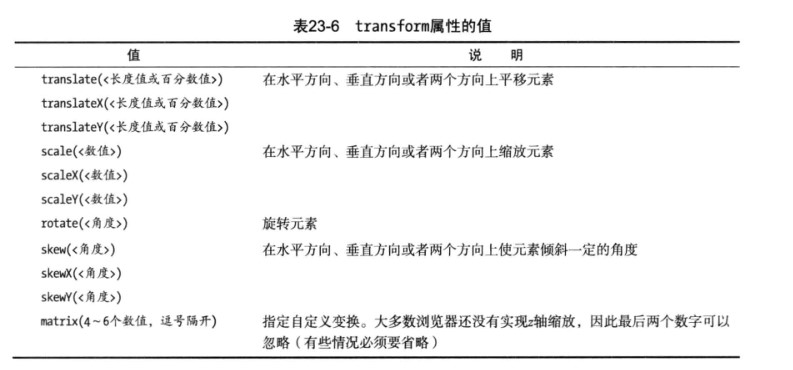 表23-6 transform属性的值
值 说 明
translate(<长度值或百分数值>) 在水平方向、垂直方向或者两个方向上平移元素
translateX(<长度值或百分数值>)
translateY(<长度值或百分数值>)
scale(<数值>) 在水平方向、垂直方向或者两个方向上缩放元素
scaleX(<数值>)
scaleY(<数值>)
rotate(<角度>) 旋转元素
skew(<角度>) 在水平方向、垂直方向或者两个方向上使元素倾斜一定的角度
skewX(<角度>)
skewY(<角度>)
matrix(4～6个数值，逗号隔开) 指定自定义变换。大多数浏览器还没有实现z轴缩放，因此最后两个数字可以
忽略（有些情况必须要省略）